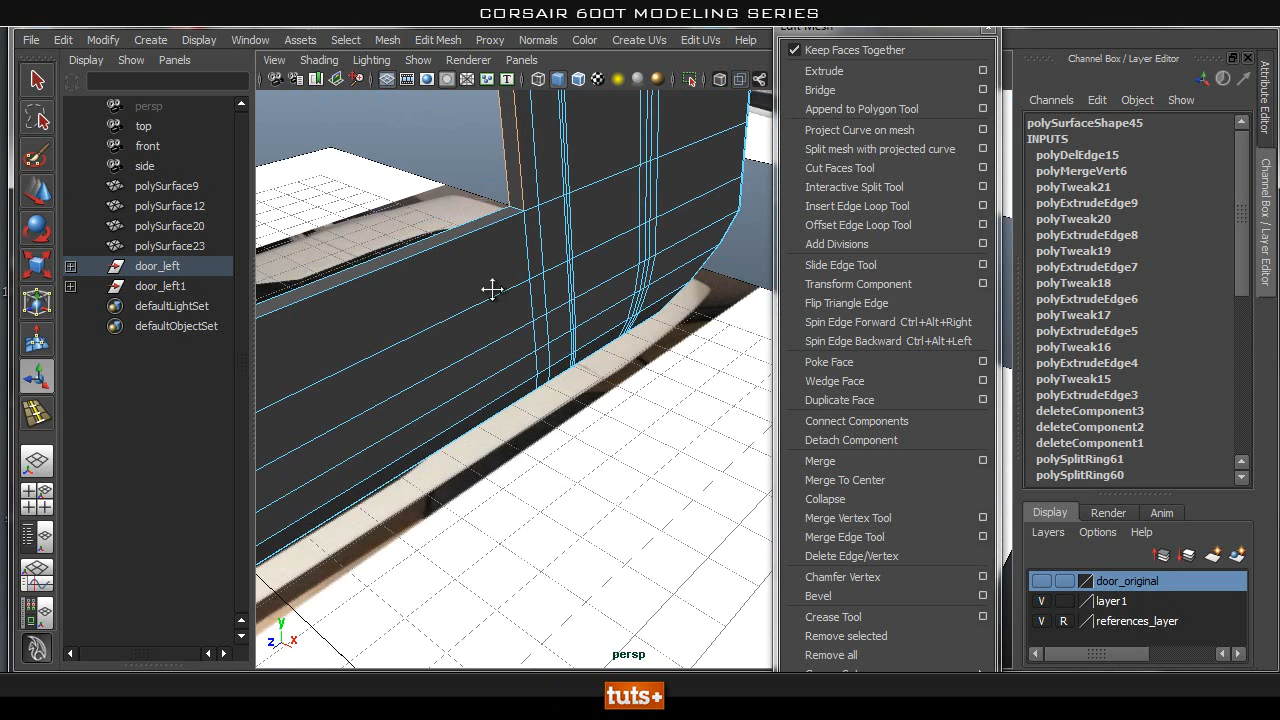 CORSAIR 600T MODELING SERIES
File Edit Modify Create Display Window Assets Select Mesh Edit Mesh Proxy Normals Color Create UVs Edit UVs Help
Display Show Panels
persp
top
front
side
polySurface9
polySurface12
polySurface20
polySurface23
door_left
door_left1
defaultLightSet
defaultObjectSet
View Shading Lighting Show Renderer Panels
z
y
x
persp
Edit Mesh
Keep Faces Together
Extrude
Bridge
Append to Polygon Tool
Project Curve on mesh
Split mesh with projected curve
Cut Faces Tool
Interactive Split Tool
Insert Edge Loop Tool
Offset Edge Loop Tool
Add Divisions
Slide Edge Tool
Transform Component
Flip Triangle Edge
Spin Edge Forward Ctrl+Alt+Right
Spin Edge Backward Ctrl+Alt+Left
Poke Face
Wedge Face
Duplicate Face
Connect Components
Detach Component
Merge
Merge To Center
Collapse
Merge Vertex Tool
Merge Edge Tool
Delete Edge/Vertex
Chamfer Vertex
Bevel
Crease Tool
Remove selected
Remove all
Channel Box / Layer Editor
Channels Edit Object Show
polySurfaceShape45
INPUTS
polyDelEdge15
polyMergeVert6
polyTweak21
polyExtrudeEdge9
polyTweak20
polyExtrudeEdge8
polyTweak19
polyExtrudeEdge7
polyTweak18
polyExtrudeEdge6
polyTweak17
polyExtrudeEdge5
polyTweak16
polyExtrudeEdge4
polyTweak15
polyExtrudeEdge3
deleteComponent3
deleteComponent2
deleteComponent1
polySplitRing61
polySplitRing60
Display Render Anim
Layers Options Help
door_original
V layer1
V R references_layer
Attribute Editor
Channel Box / Layer Editor
tuts+